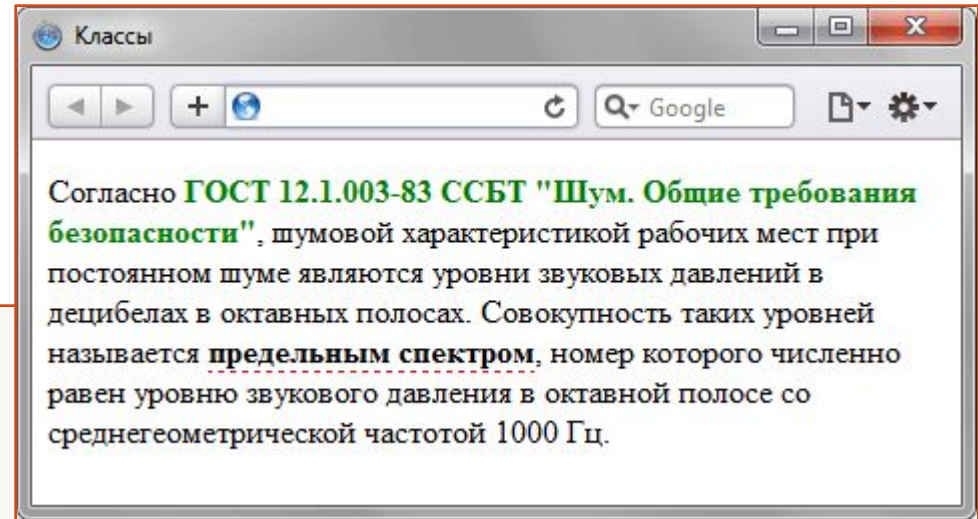 Классы
Google
Согласно ГОСТ 12.1.003-83 ССБТ "Шум. Общие требования
безопасности", шумовой характеристикой рабочих мест при
постоянном шуме являются уровни звуковых давлений в
децибелах в октавных полосах. Совокупность таких уровней
называется предельным спектром, номер которого численно
равен уровню звукового давления в октавной полосе со
среднегеометрической частотой 1000 Гц.